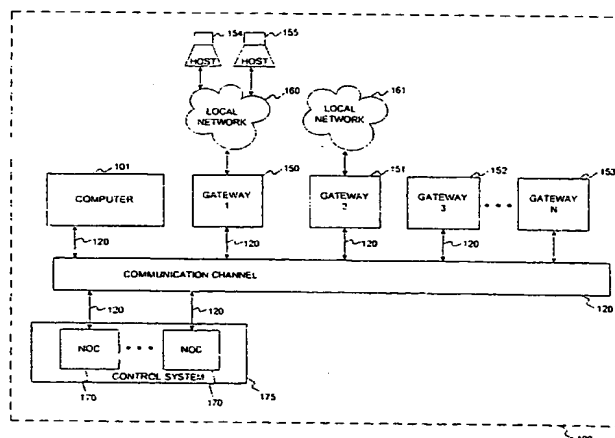 154 155
HOST HOST
160 161
LOCAL NETWORK LOCAL NETWORK
101 150 151 152 153
COMPUTER GATEWAY 1 GATEWAY 2 GATEWAY 3 GATEWAY N
120 120 120 120
COMMUNICATION CHANNEL
120 120 120
NOC NOC
CONTROL SYSTEM
170 170 175